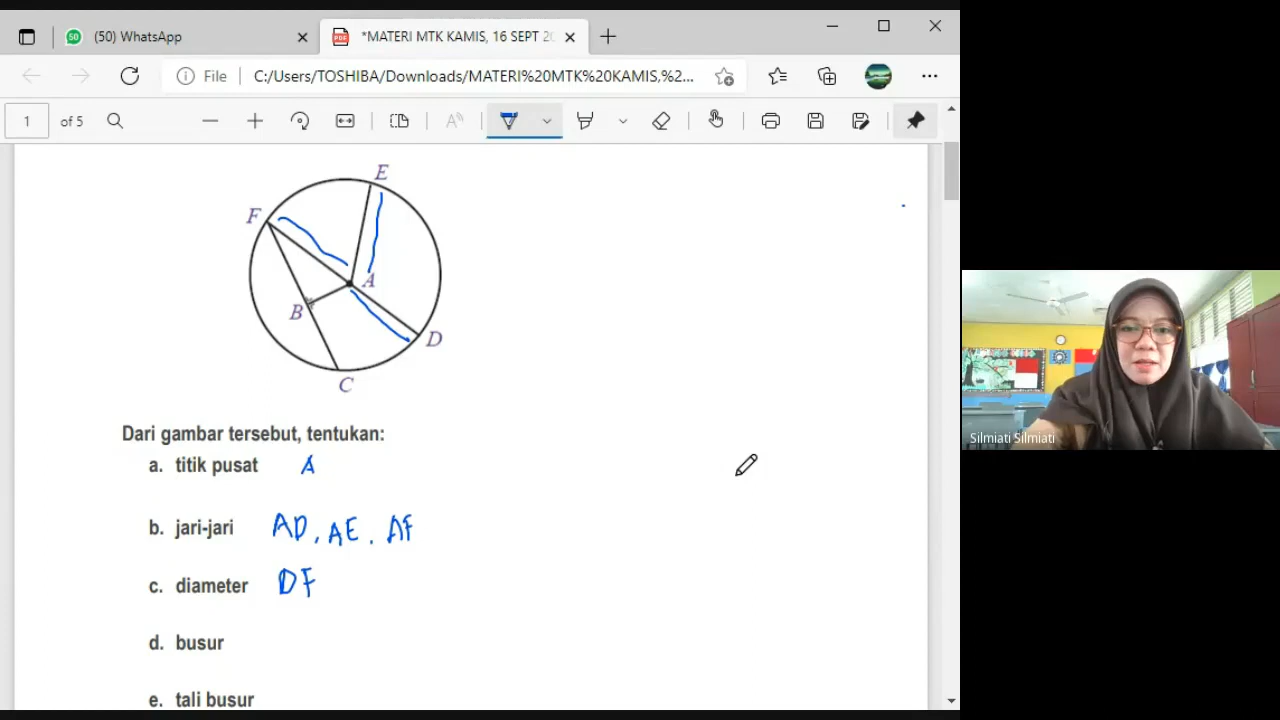 (50) WhatsApp
*MATERI MTK KAMIS, 16 SEPT 20
File
C:/Users/TOSHIBA/Downloads/MATERI%20MTK%20KAMIS,%2...
1 of 5
E
F
A
B
D
C
Dari gambar tersebut, tentukan:
a. titik pusat A
b. jari-jari AD, AE. AF
c. diameter DF
d. busur
e. tali busur
Silmiati Silmiati